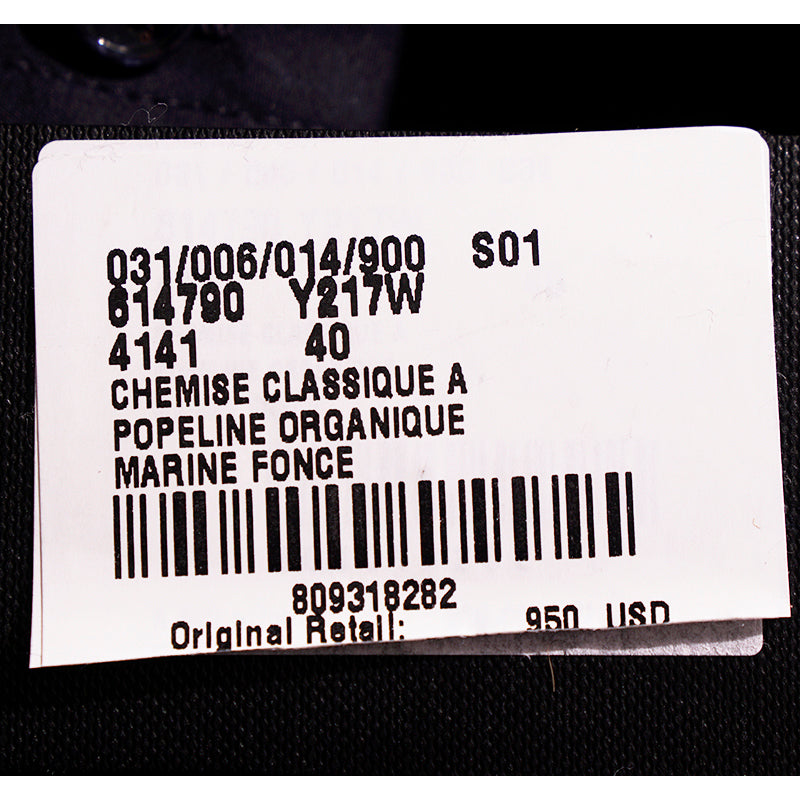 031/006/014/900 S01
614790 Y217W
4141 40
CHEMISE CLASSIQUE A
POPELINE ORGANIQUE
MARINE FONCE
809318282
Original Retail: 950 USD